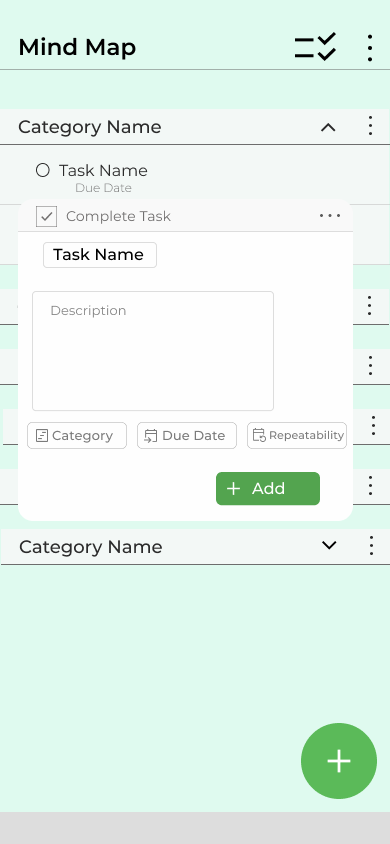 Mind Map
Category Name
Task Name
Due Date
Complete Task
Task Name
Description
Category
Due Date
Repeatability
Add
Category Name